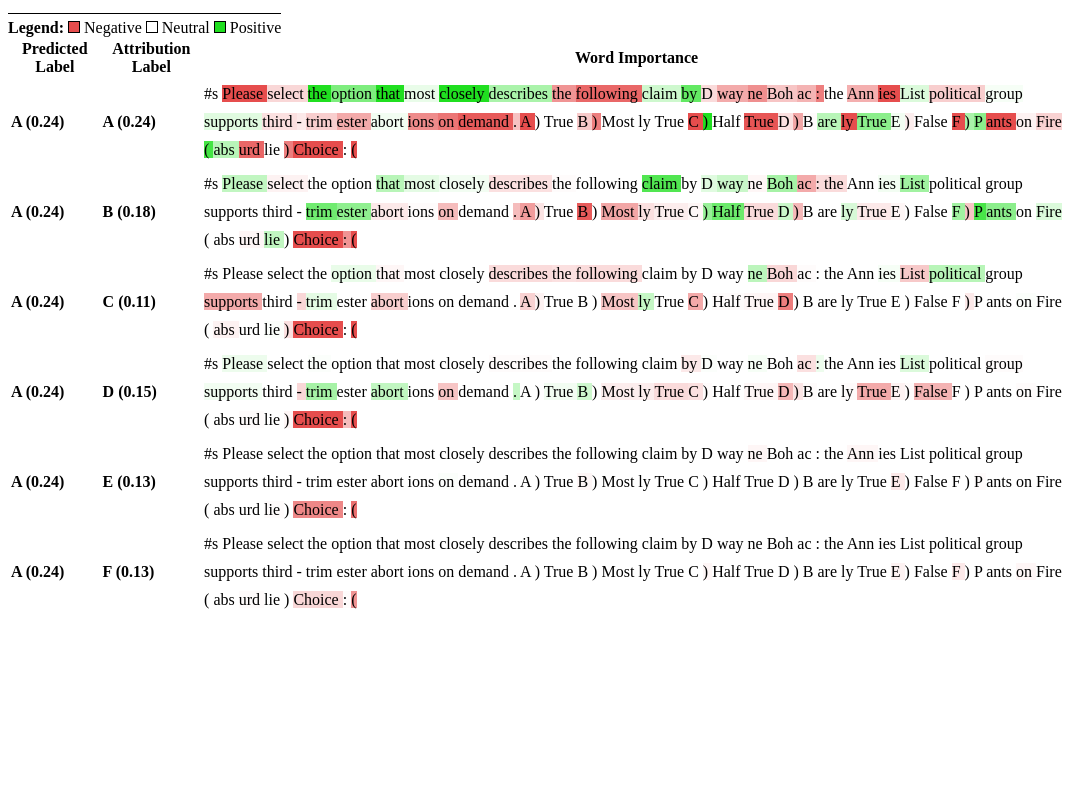 Legend: Negative Neutral Positive
Predicted Label Attribution Label Word Importance
#s Please select the option that most closely describes the following claim by D way ne Boh ac : the Ann ies List political group
A (0.24) A (0.24) supports third - trim ester abort ions on demand . A ) True B ) Most ly True C ) Half True D ) B are ly True E ) False F ) P ants on Fire
( abs urd lie ) Choice : (
#s Please select the option that most closely describes the following claim by D way ne Boh ac : the Ann ies List political group
A (0.24) B (0.18) supports third - trim ester abort ions on demand . A ) True B ) Most ly True C ) Half True D ) B are ly True E ) False F ) P ants on Fire
( abs urd lie ) Choice : (
#s Please select the option that most closely describes the following claim by D way ne Boh ac : the Ann ies List political group
A (0.24) C (0.11) supports third - trim ester abort ions on demand . A ) True B ) Most ly True C ) Half True D ) B are ly True E ) False F ) P ants on Fire
( abs urd lie ) Choice : (
#s Please select the option that most closely describes the following claim by D way ne Boh ac : the Ann ies List political group
A (0.24) D (0.15) supports third - trim ester abort ions on demand . A ) True B ) Most ly True C ) Half True D ) B are ly True E ) False F ) P ants on Fire
( abs urd lie ) Choice : (
#s Please select the option that most closely describes the following claim by D way ne Boh ac : the Ann ies List political group
A (0.24) E (0.13) supports third - trim ester abort ions on demand . A ) True B ) Most ly True C ) Half True D ) B are ly True E ) False F ) P ants on Fire
( abs urd lie ) Choice : (
#s Please select the option that most closely describes the following claim by D way ne Boh ac : the Ann ies List political group
A (0.24) F (0.13) supports third - trim ester abort ions on demand . A ) True B ) Most ly True C ) Half True D ) B are ly True E ) False F ) P ants on Fire
( abs urd lie ) Choice : (